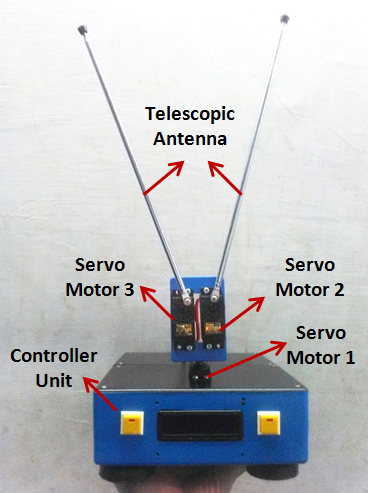 Telescopic
Antenna
Servo
Motor 3
Servo
Motor 2
Servo
Motor 1
Controller
Unit